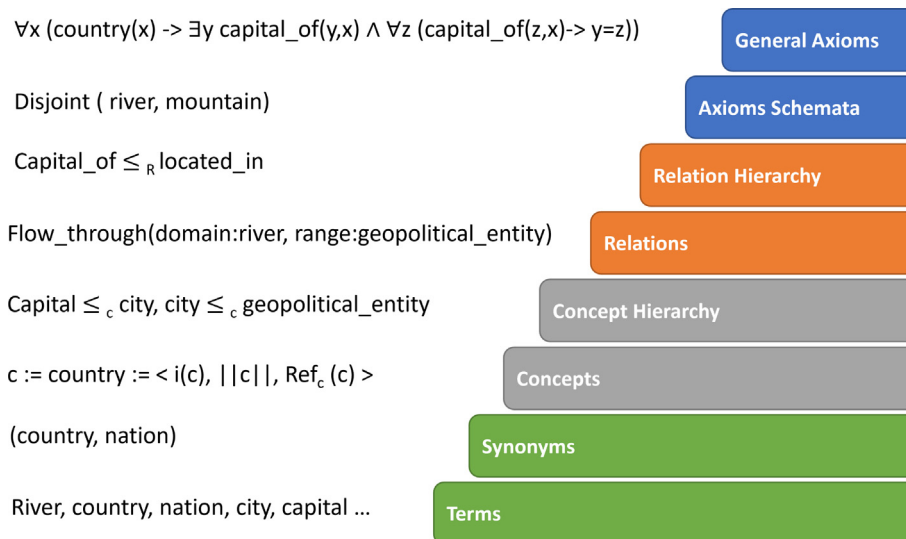 ∀x (country(x) -> ∃y capital_of(y,x) ∧ ∀z (capital_of(z,x)-> y=z))
General Axioms
Disjoint ( river, mountain)
Axioms Schemata
Capital_of ≤ R located_in
Relation Hierarchy
Flow_through(domain:river, range:geopolitical_entity)
Relations
Capital ≤ c city, city ≤ c geopolitical_entity
Concept Hierarchy
c := country := < i(c), ||c||, Refc (c) >
Concepts
(country, nation)
Synonyms
River, country, nation, city, capital ...
Terms